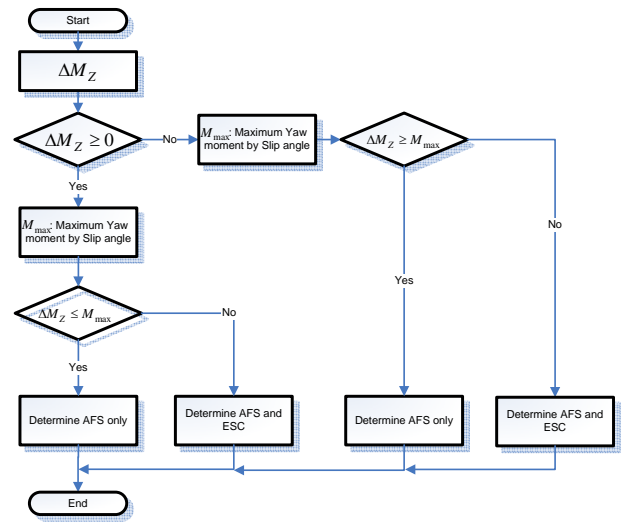 Start
ΔM_Z
ΔM_Z ≥ 0
No
M_max: Maximum Yaw
moment by Slip angle
ΔM_Z ≥ M_max
Yes
No
M_max: Maximum Yaw
moment by Slip angle
ΔM_Z ≤ M_max
No
Yes
Yes
Determine AFS only
Determine AFS and
ESC
Determine AFS only
Determine AFS and
ESC
End